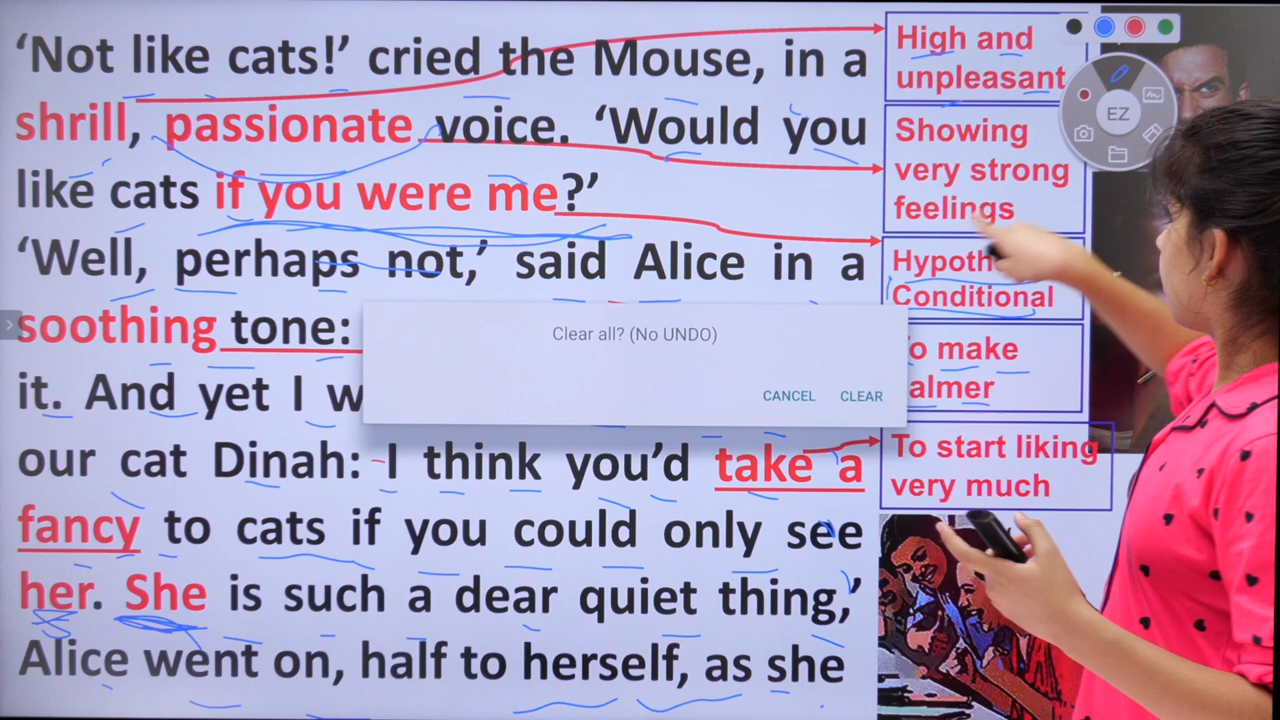 ‘Not like cats!’ cried the Mouse, in a
shrill, passionate voice. ‘Would you
like cats if you were me?’
‘Well, perhaps not,’ said Alice in a
soothing tone:
it. And yet I w
our cat Dinah: I think you’d take a
fancy to cats if you could only see
her. She is such a dear quiet thing,’
Alice went on, half to herself, as she
High and
unpleasant
Showing
very strong
feelings
Hypoth
Conditional
o make
almer
To start liking
very much
Clear all? (No UNDO)
CANCEL CLEAR
EZ